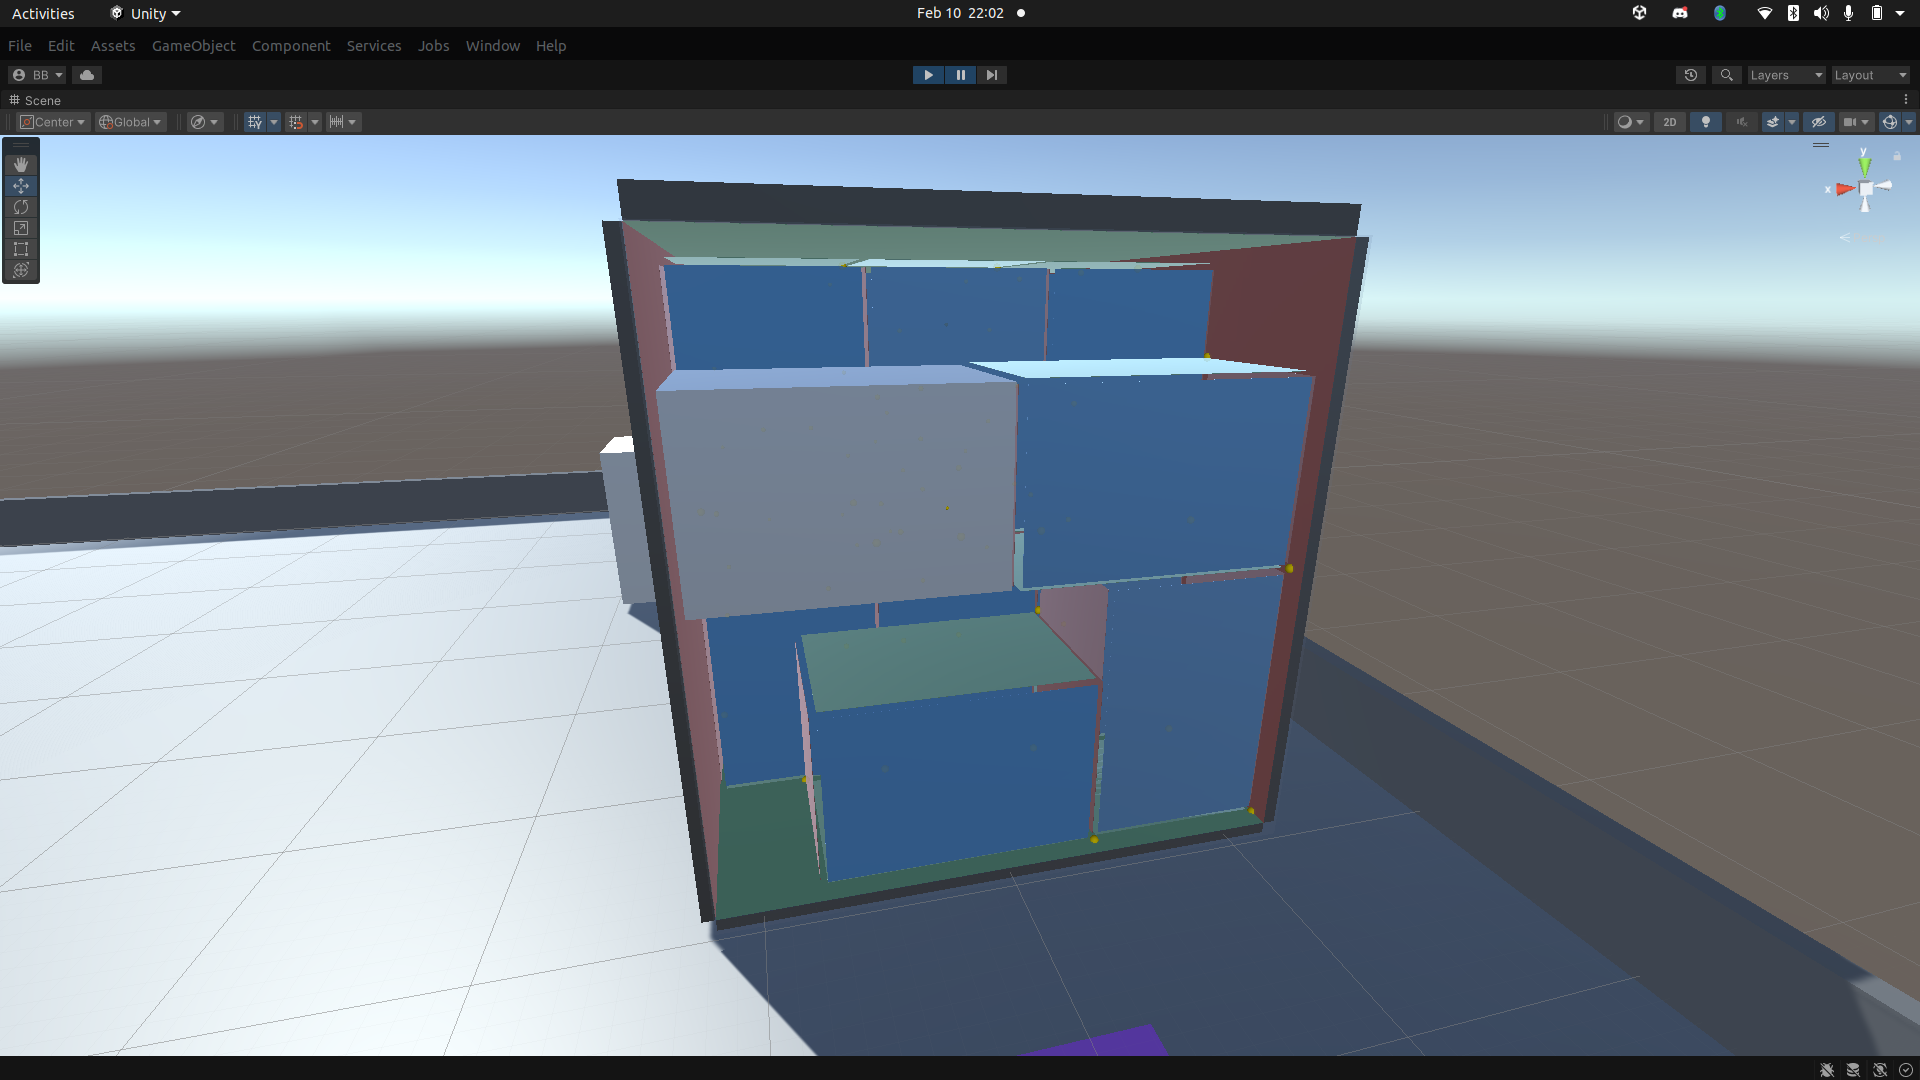 Activities Unity Feb 10 22:02
File Edit Assets GameObject Component Services Jobs Window Help
BB Layers Layout
Scene
Center Global 2D
y
x